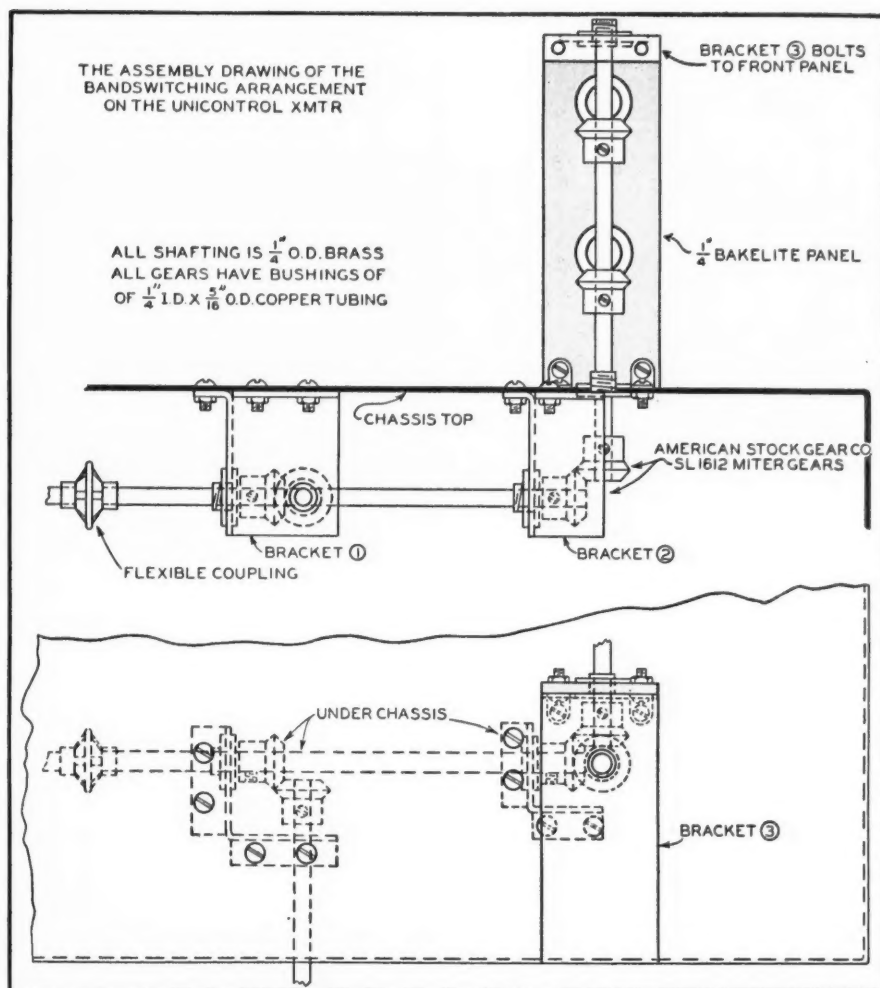 THE ASSEMBLY DRAWING OF THE
BANDSWITCHING ARRANGEMENT
ON THE UNICONTROL XMTR
BRACKET ③ BOLTS
TO FRONT PANEL
ALL SHAFTING IS 1/4" O.D. BRASS
ALL GEARS HAVE BUSHINGS OF
OF 1/4" I.D. X 5/16" O.D. COPPER TUBING
1/4" BAKELITE PANEL
CHASSIS TOP
AMERICAN STOCK GEAR CO.
SL1612 MITER GEARS
BRACKET ①
BRACKET ②
FLEXIBLE COUPLING
UNDER CHASSIS
BRACKET ③